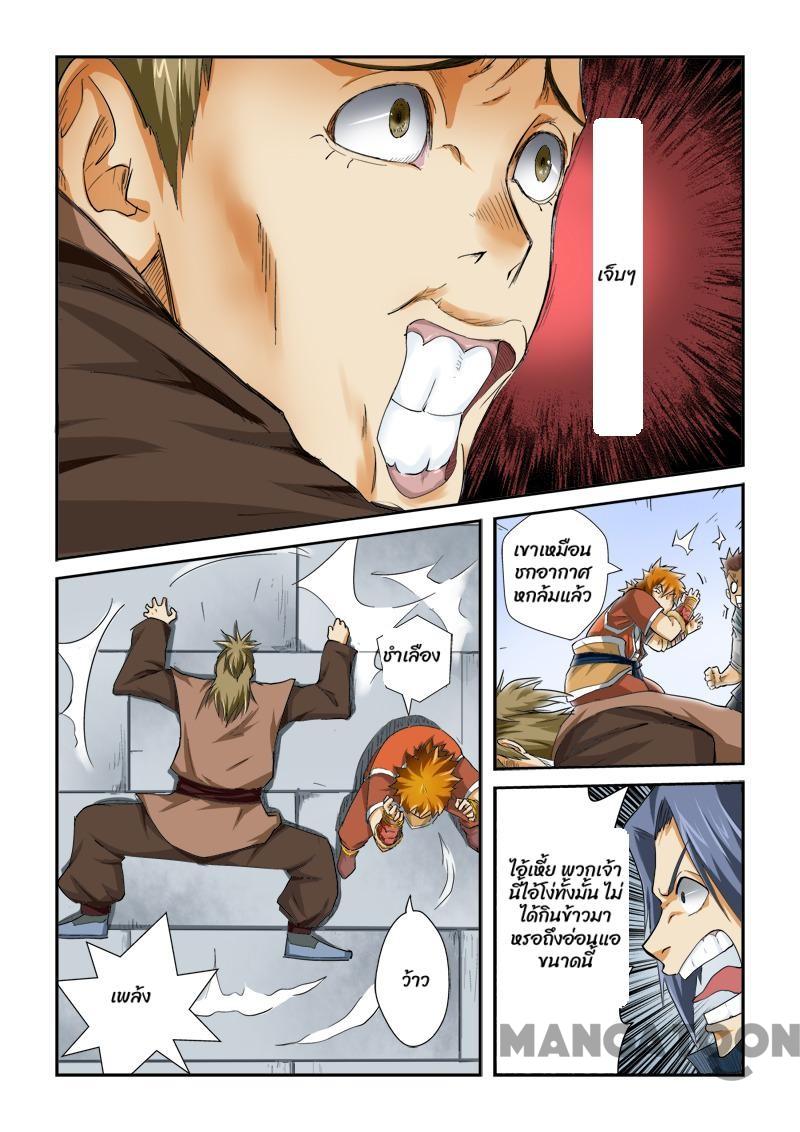 เจ็บๆ
เขาเหมือน
ชกอากาศ
หกล้มแล้ว
ชำเลือง
ว้าว
เพล้ง
ไอ้เหี้ย พวกเจ้า
นี้ไอ้โง่ทั้งมั้น ไม่
ได้กินข้าวมา
หรอถึงอ่อนแอ
ขนาดนี้
MANGATOON